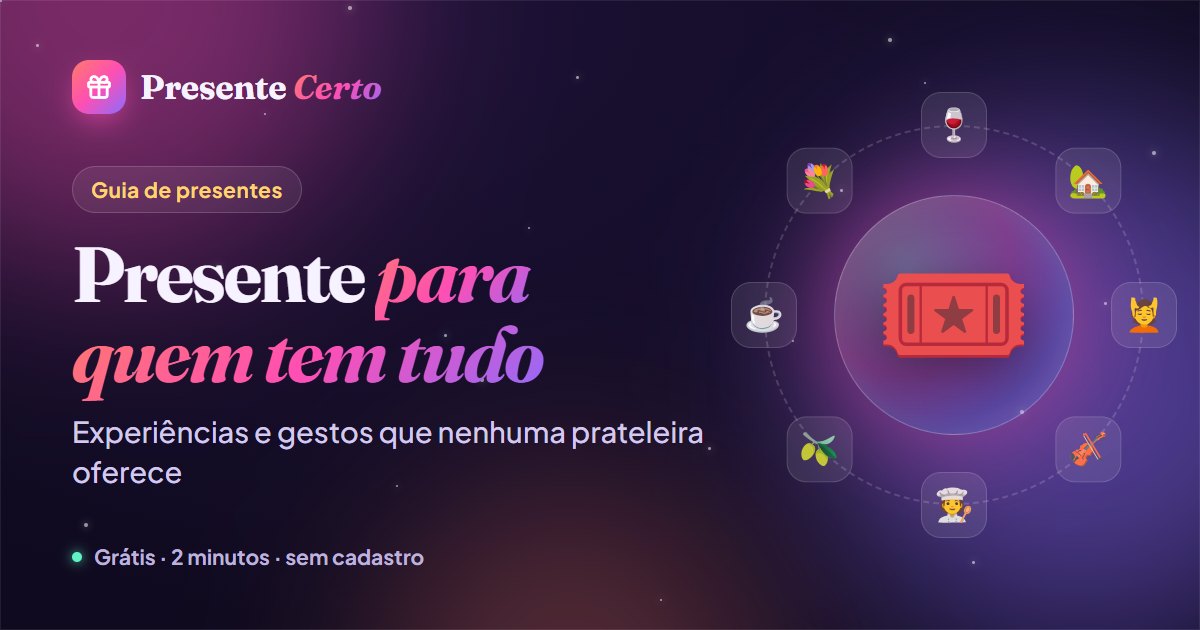 Presente Certo
Guia de presentes
Presente para
quem tem tudo
Experiências e gestos que nenhuma prateleira
oferece
Grátis · 2 minutos · sem cadastro